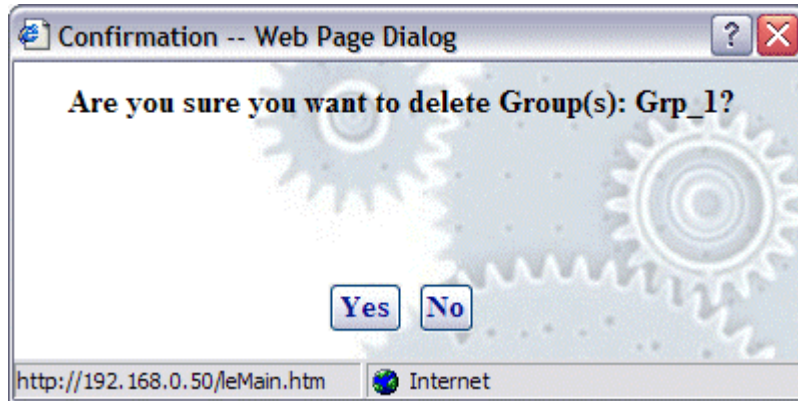 Confirmation -- Web Page Dialog
?
Are you sure you want to delete Group(s): Grp_1?
Yes No
http://192.168.0.50/leMain.htm Internet